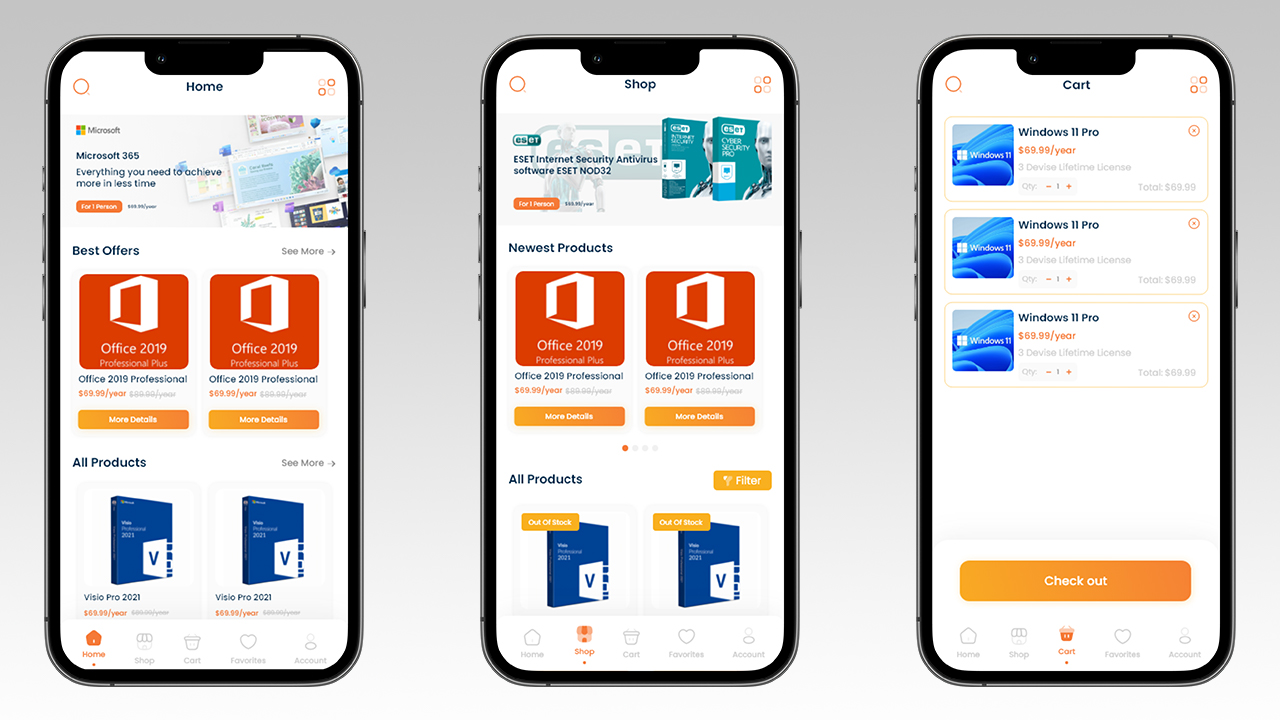 Home
Microsoft
Microsoft 365
Everything you need to achieve
more in less time
For 1 Person $69.99/year
Best Offers See More →
Office 2019 Office 2019
Professional Plus Professional Plus
Office 2019 Professional Office 2019 Professional
$69.99/year $89.99/year $69.99/year $89.99/year
More Details More Details
All Products See More →
Visio Visio
Professional Professional
2021 2021
V V
Visio Pro 2021 Visio Pro 2021
$69.99/year $89.99/year $69.99/year $89.99/year
Home Shop Cart Favorites Account
Shop
eset
ESET Internet Security Antivirus
software ESET NOD32
For 1 Person $69.99/year
eset eset
INTERNET CYBER
SECURITY SECURITY
PRO
Newest Products
Office 2019 Office 2019
Professional Plus Professional Plus
Office 2019 Professional Office 2019 Professional
$69.99/year $89.99/year $69.99/year $89.99/year
More Details More Details
All Products Filter
Out Of Stock Out Of Stock
Visio Visio
Professional Professional
2021 2021
V V
Home Shop Cart Favorites Account
Cart
Windows 11
Windows 11 Pro
$69.99/year
3 Devise Lifetime License
Qty: − 1 + Total: $69.99
Windows 11
Windows 11 Pro
$69.99/year
3 Devise Lifetime License
Qty: − 1 + Total: $69.99
Windows 11
Windows 11 Pro
$69.99/year
3 Devise Lifetime License
Qty: − 1 + Total: $69.99
Check out
Home Shop Cart Favorites Account